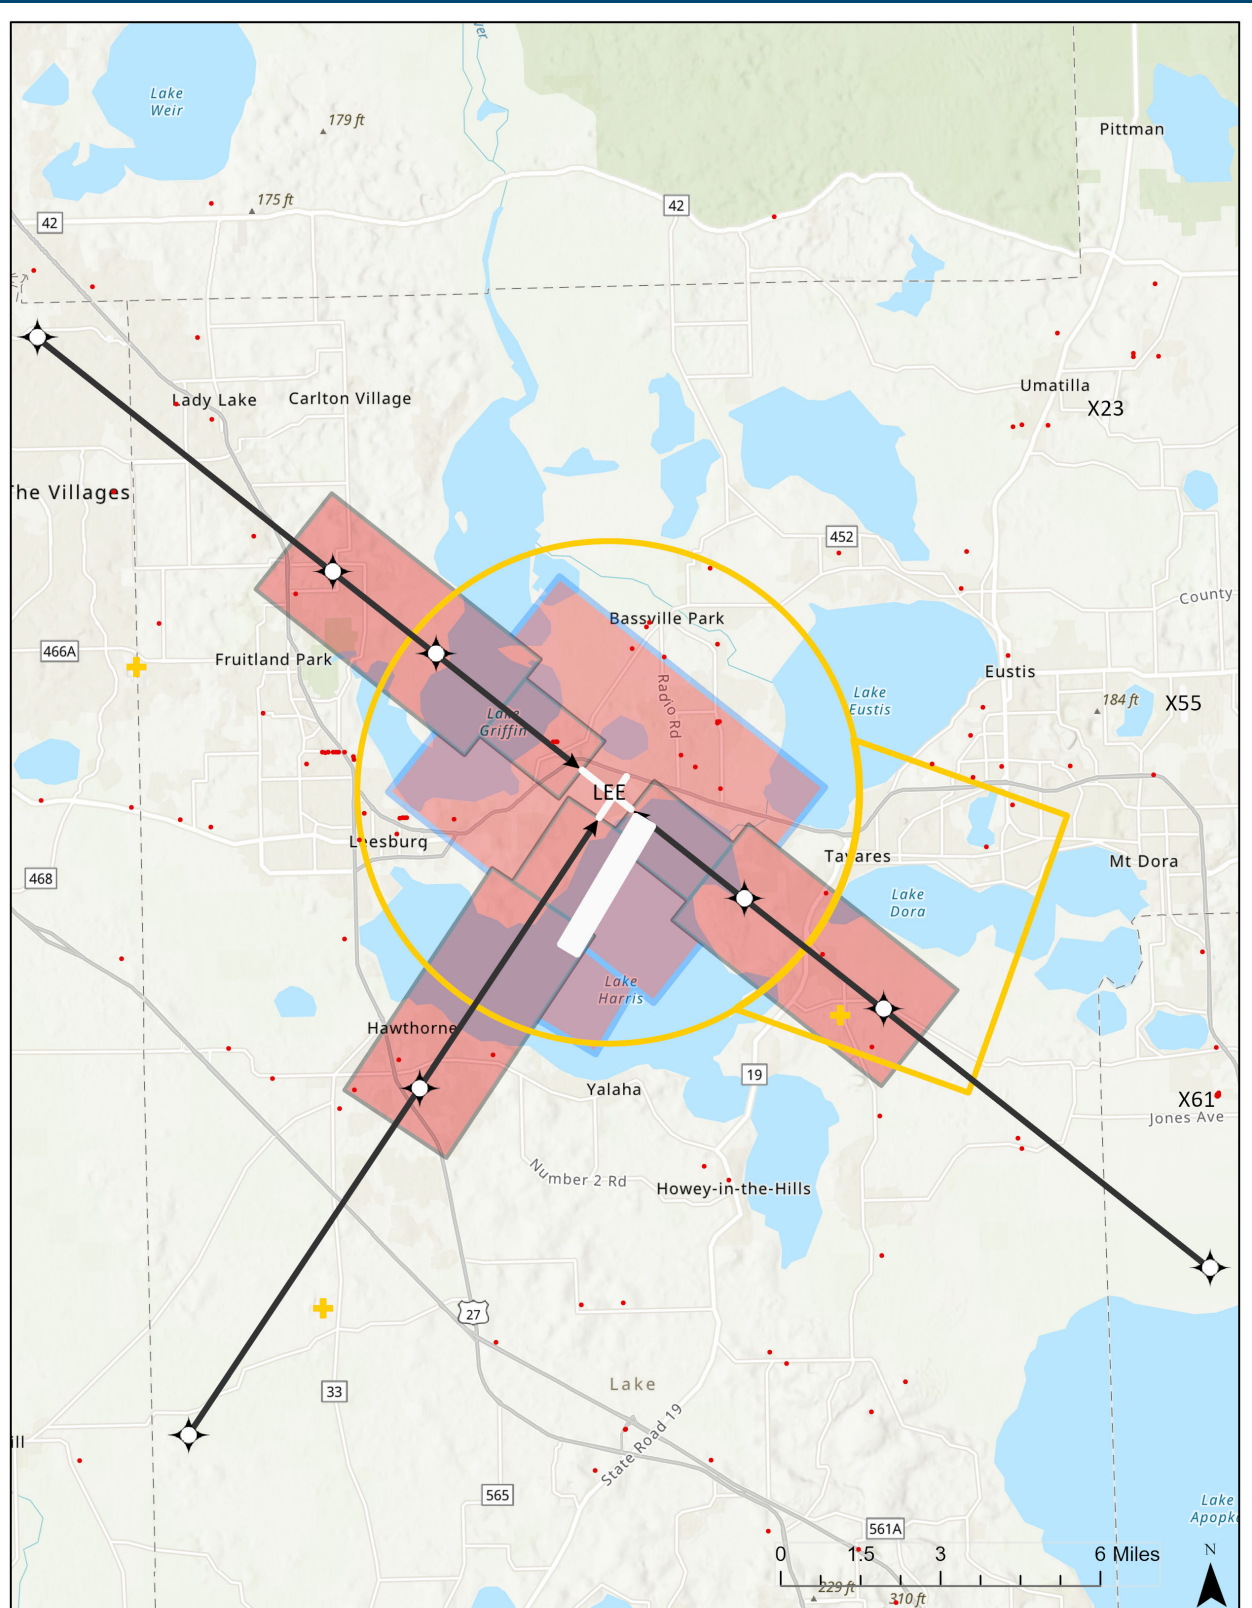 Lake
Weir
179 ft
Pittman
175 ft
42
42
Umatilla
X23
Lady Lake
Carlton Village
The Villages
452
County
Bassville Park
466A
Fruitland Park
Eustis
Lake
Eustis
184 ft
X55
Radio Rd
Lake
Griffin
LEE
Leesburg
Tavares
Mt Dora
468
Lake
Dora
Lake
Harris
Hawthorne
19
Yalaha
X61
Jones Ave
Number 2 Rd
Howey-in-the-Hills
27
Lake
33
State Road 19
ill
565
Lake
Apopk
561A
0 1.5 3 6 Miles
N
229 ft
310 ft